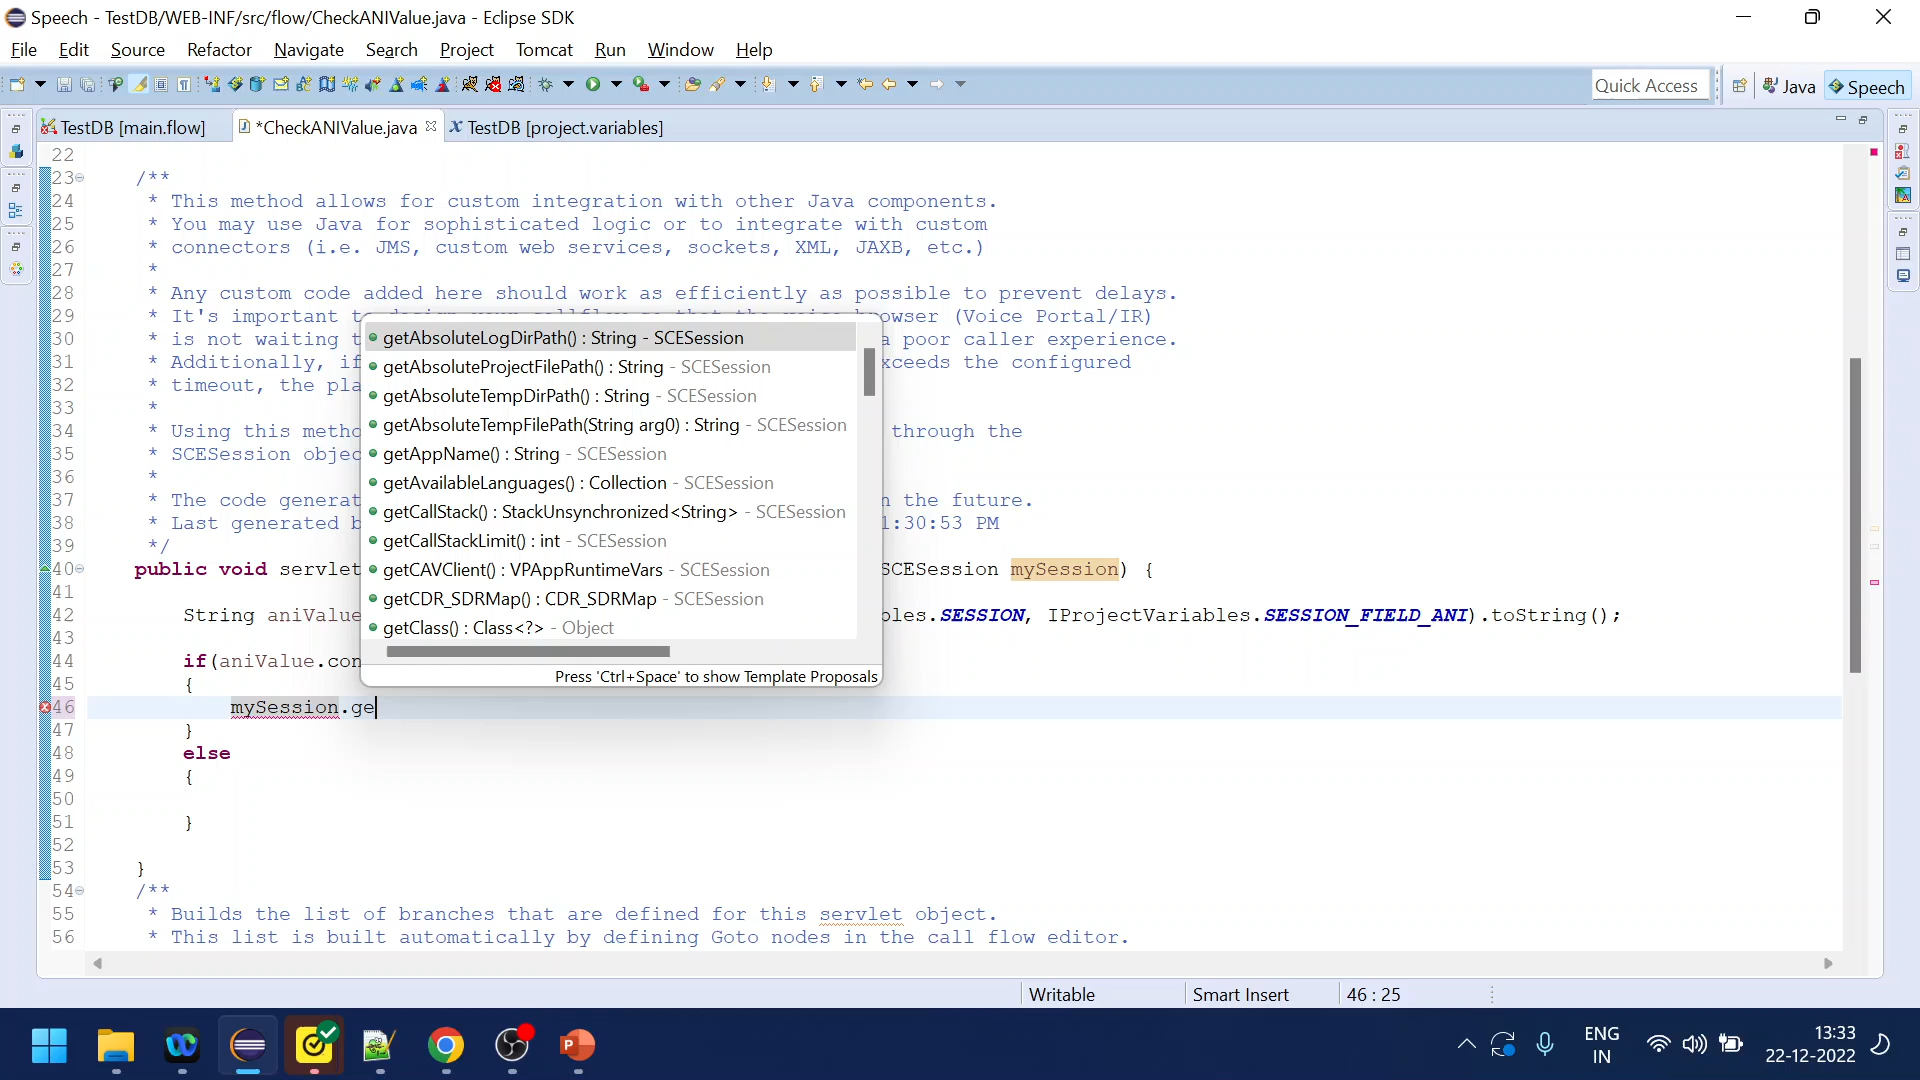 Speech - TestDB/WEB-INF/src/flow/CheckANIValue.java - Eclipse SDK
File Edit Source Refactor Navigate Search Project Tomcat Run Window Help
Quick Access Java Speech
TestDB [main.flow] *CheckANIValue.java TestDB [project.variables]
22
23 /**
24 * This method allows for custom integration with other Java components.
25 * You may use Java for sophisticated logic or to integrate with custom
26 * connectors (i.e. JMS, custom web services, sockets, XML, JAXB, etc.)
27 *
28 * Any custom code added here should work as efficiently as possible to prevent delays.
29 * It's important to design your callflow so that the voice browser (Voice Portal/IR)
30 * is not waiting t a poor caller experience.
31 * Additionally, if xceeds the configured
32 * timeout, the pla
33 *
34 * Using this metho through the
35 * SCESession objec
36 *
37 * The code generat n the future.
38 * Last generated b 1:30:53 PM
39 */
40 public void servlet SCESession mySession) {
41
42 String aniValue bles.SESSION, IProjectVariables.SESSION_FIELD_ANI).toString();
43
44 if(aniValue.con
45 {
46 mySession.ge
47 }
48 else
49 {
50
51 }
52
53 }
54 /**
55 * Builds the list of branches that are defined for this servlet object.
56 * This list is built automatically by defining Goto nodes in the call flow editor.
getAbsoluteLogDirPath() : String - SCESession
getAbsoluteProjectFilePath() : String - SCESession
getAbsoluteTempDirPath() : String - SCESession
getAbsoluteTempFilePath(String arg0) : String - SCESession
getAppName() : String - SCESession
getAvailableLanguages() : Collection - SCESession
getCallStack() : StackUnsynchronized<String> - SCESession
getCallStackLimit() : int - SCESession
getCAVClient() : VPAppRuntimeVars - SCESession
getCDR_SDRMap() : CDR_SDRMap - SCESession
getClass() : Class<?> - Object
Press 'Ctrl+Space' to show Template Proposals
Writable Smart Insert 46 : 25
ENG
IN
13:33
22-12-2022